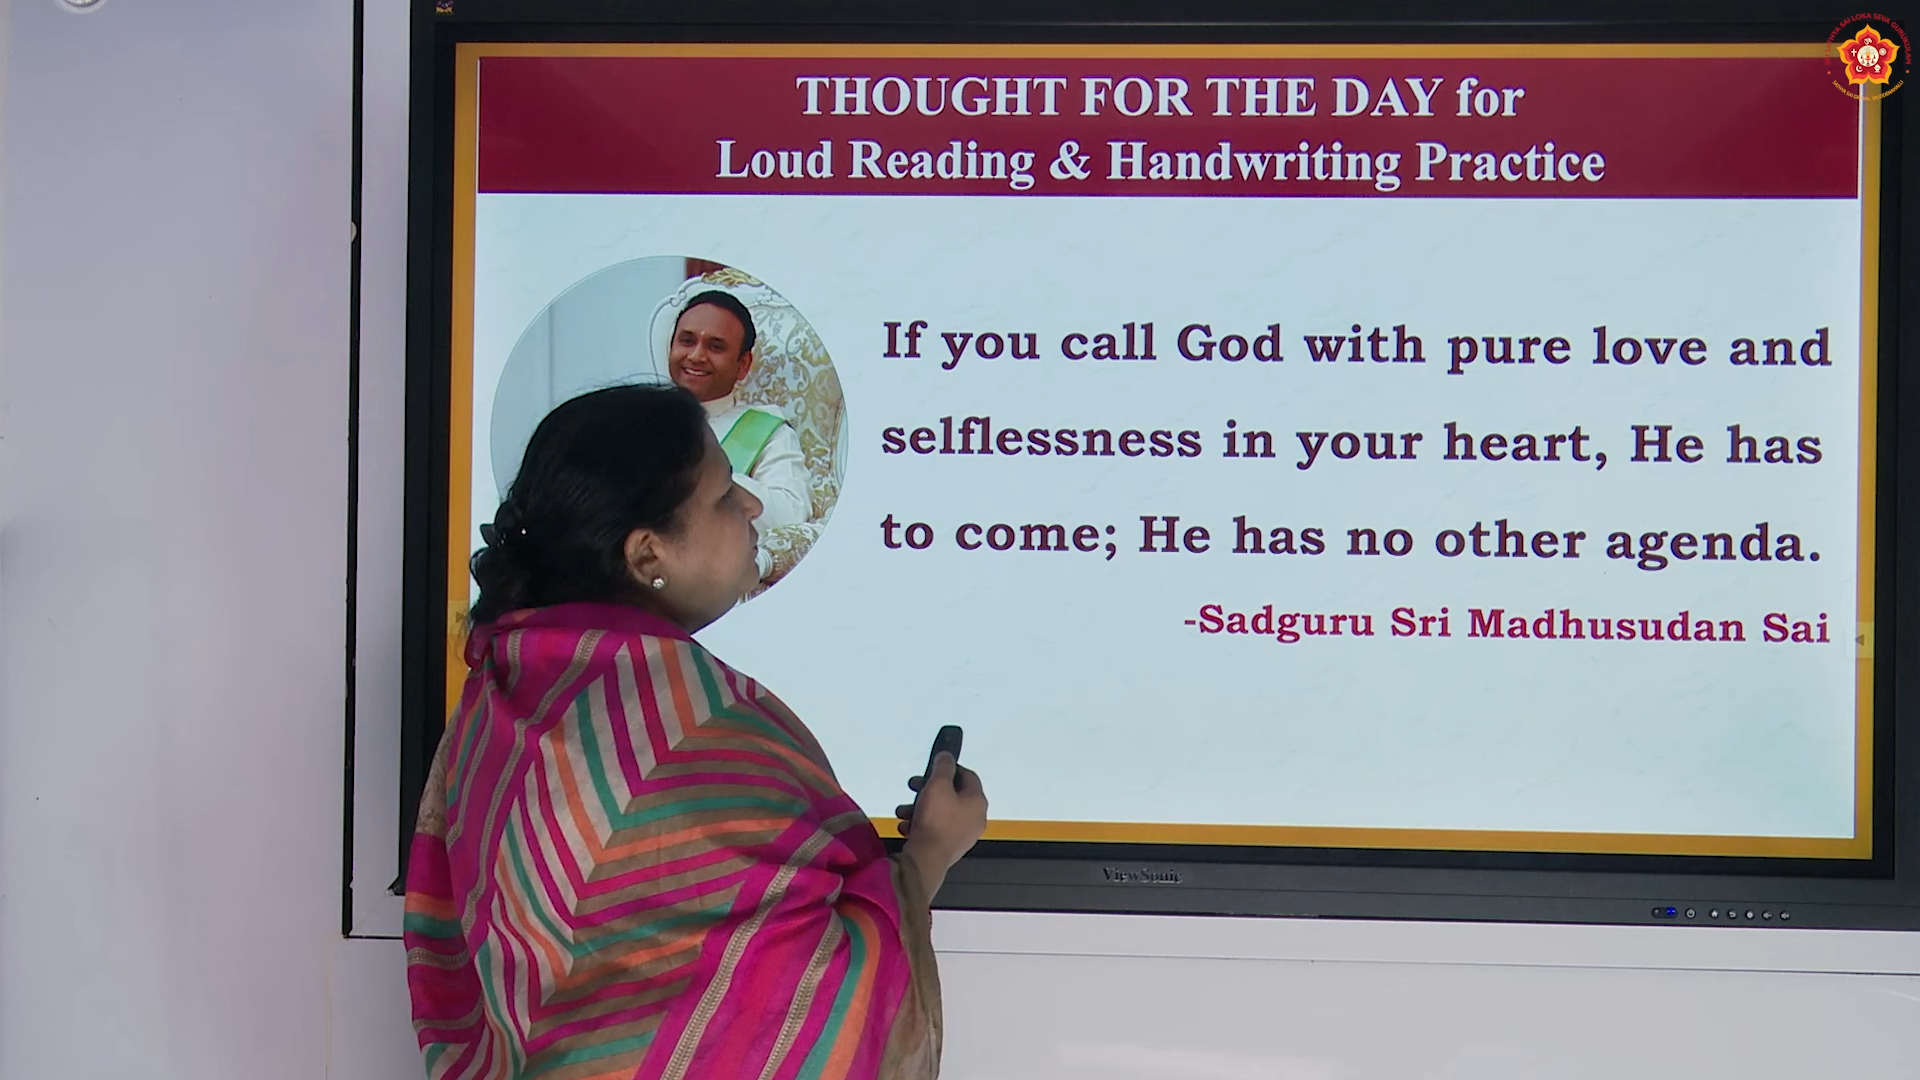 THOUGHT FOR THE DAY for
Loud Reading & Handwriting Practice
If you call God with pure love and
selflessness in your heart, He has
to come; He has no other agenda.
-Sadguru Sri Madhusudan Sai
ViewSonic